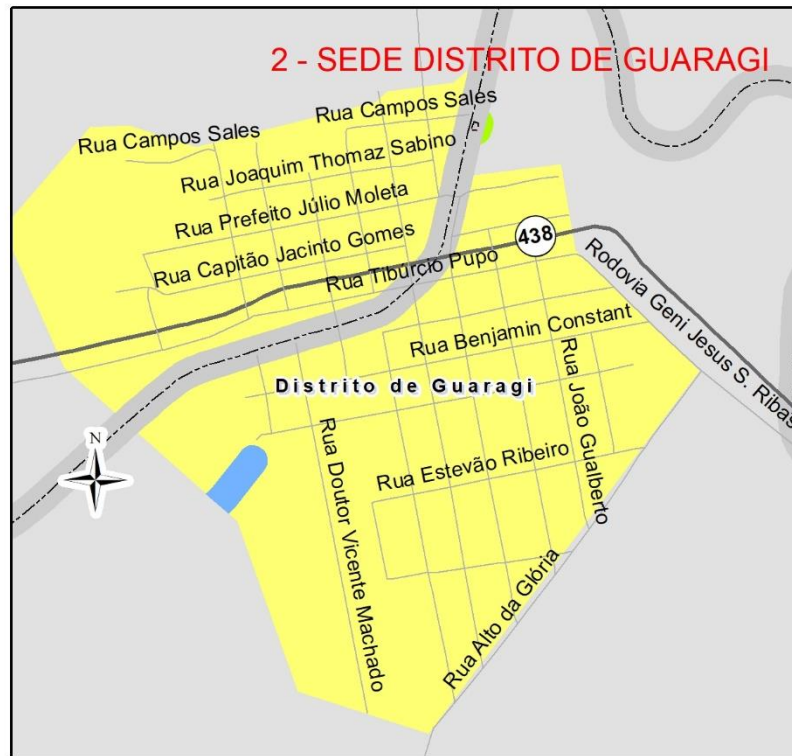 2 - SEDE DISTRITO DE GUARAGI
Rua Campos Sales
Rua Campos Sales
Rua Joaquim Thomaz Sabino
Rua Prefeito Júlio Moleta
Rua Capitão Jacinto Gomes
438
Rua Tibúrcio Pupo
Rodovia Geni Jesus S. Ribas
Rua Benjamin Constant
Rua João Gualberto
Distrito de Guaragi
Rua Doutor Vicente Machado
Rua Estevão Ribeiro
N
Rua Alto da Glória